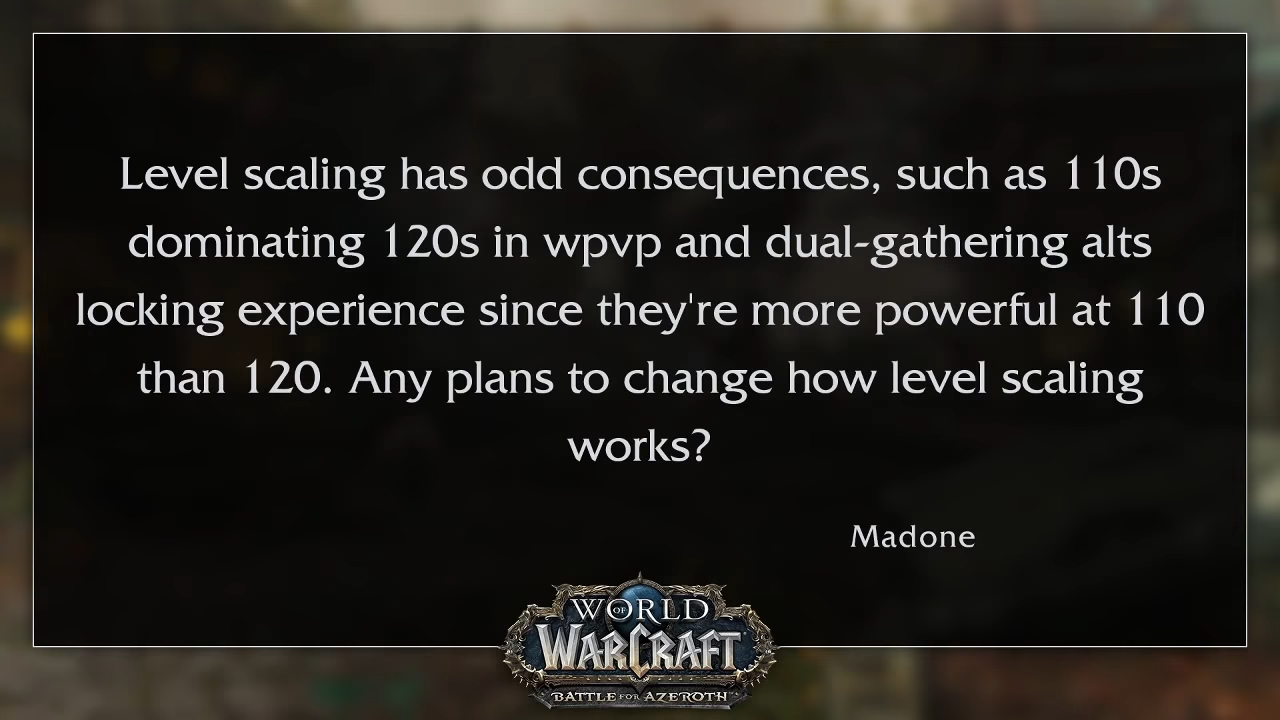 Level scaling has odd consequences, such as 110s
dominating 120s in wpvp and dual-gathering alts
locking experience since they're more powerful at 110
than 120. Any plans to change how level scaling
works?
Madone
WORLD
OF
WARCRAFT
BATTLE FOR AZEROTH